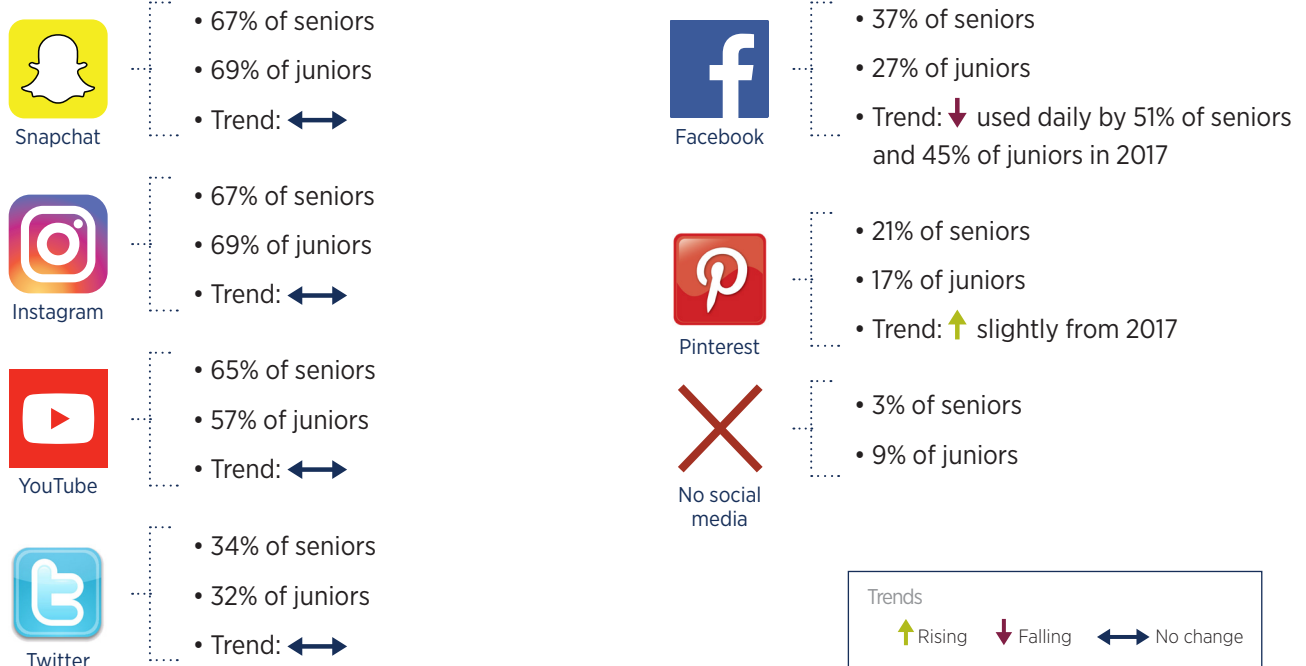 • 67% of seniors
• 69% of juniors
• Trend:
Snapchat
• 67% of seniors
• 69% of juniors
• Trend:
Instagram
• 65% of seniors
• 57% of juniors
• Trend:
YouTube
• 34% of seniors
• 32% of juniors
• Trend:
Twitter
• 37% of seniors
• 27% of juniors
• Trend: used daily by 51% of seniors
and 45% of juniors in 2017
Facebook
• 21% of seniors
• 17% of juniors
• Trend: slightly from 2017
Pinterest
• 3% of seniors
• 9% of juniors
No social
media
Trends
Rising Falling No change